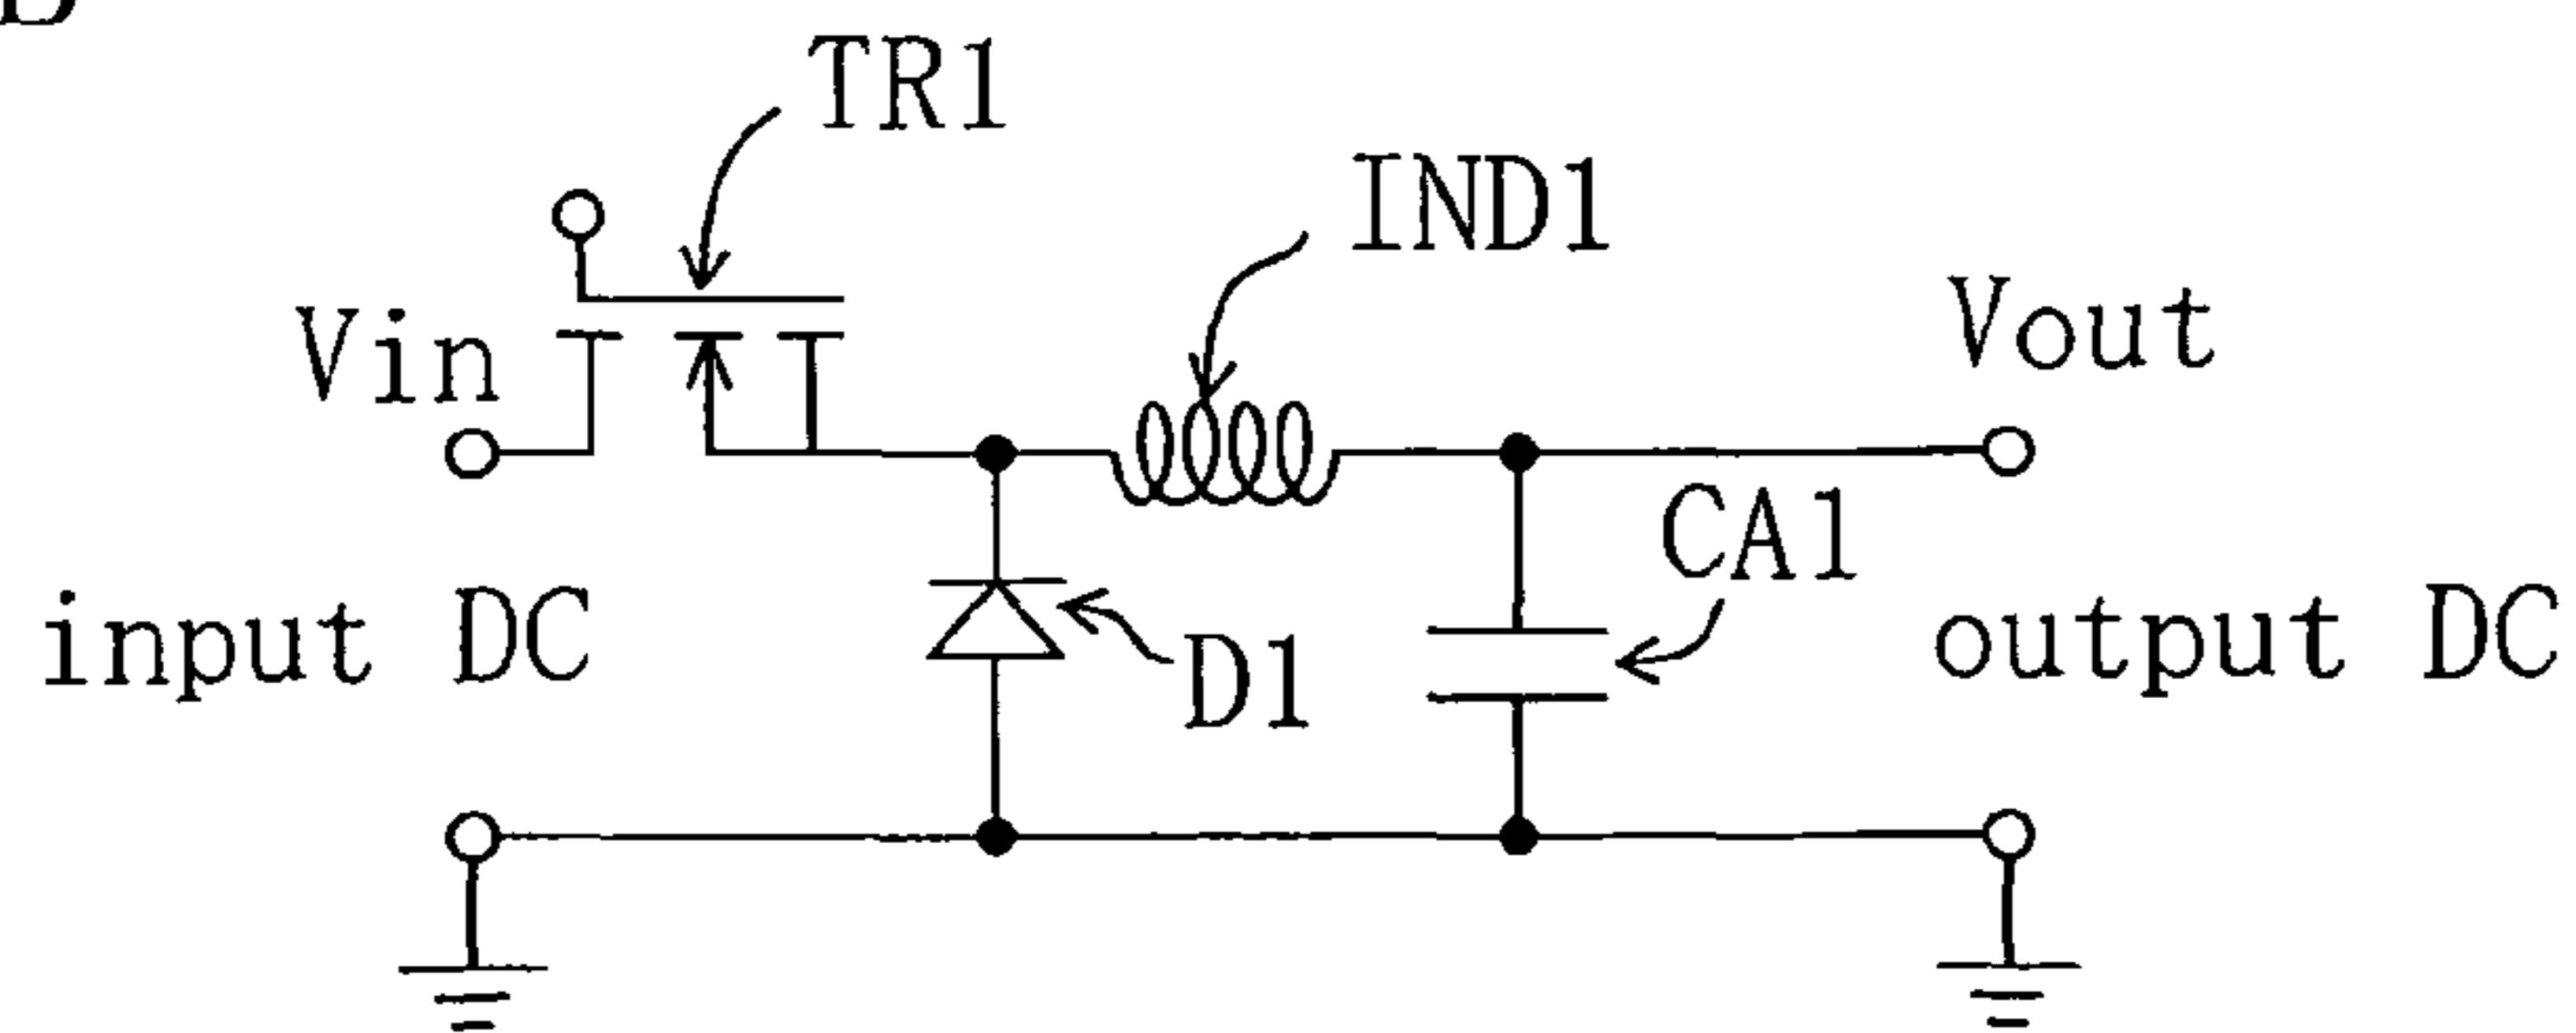 TR1
IND1
Vin
Vout
CA1
input DC
D1
output DC